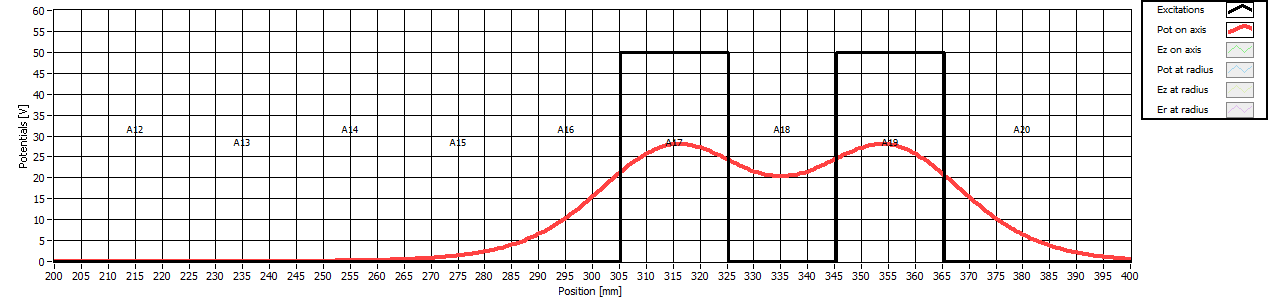 60
55
50
45
40
35
30
25
20
15
10
5
0
Potentials [V]
A12
A13
A14
A15
A16
A17
A18
A19
A20
200 205 210 215 220 225 230 235 240 245 250 255 260 265 270 275 280 285 290 295 300 305 310 315 320 325 330 335 340 345 350 355 360 365 370 375 380 385 390 395 400
Position [mm]
Excitations
Pot on axis
Ez on axis
Pot at radius
Ez at radius
Er at radius